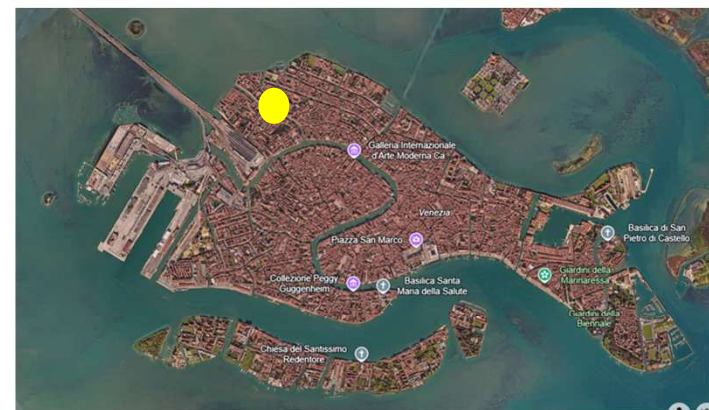 Galleria Internazionale
d'Arte Moderna Ca
Venezia
Basilica di San
Pietro di Castello
Piazza San Marco
Collezione Peggy
Guggenheim
Basilica Santa
Maria della Salute
Giardini della
Marinaressa
Giardini della
Biennale
Chiesa del Santissimo
Redentore